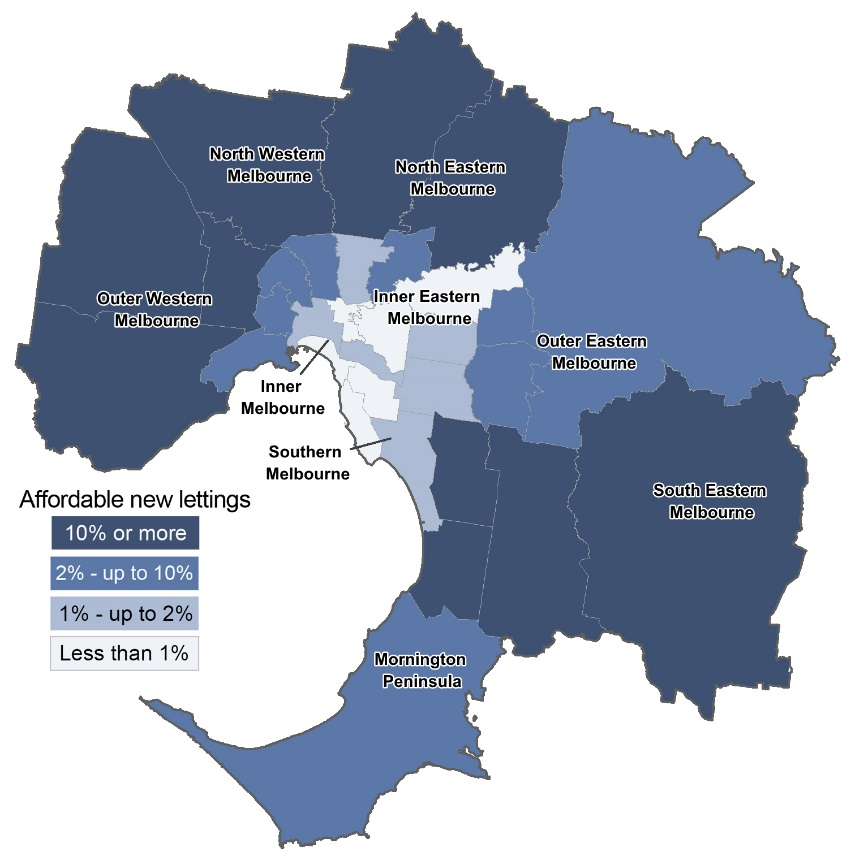 North Western
Melbourne
North Eastern
Melbourne
Outer Western
Melbourne
Inner Eastern
Melbourne
Outer Eastern
Melbourne
Inner
Melbourne
Southern
Melbourne
South Eastern
Melbourne
Affordable new lettings
10% or more
2% - up to 10%
1% - up to 2%
Less than 1%
Mornington
Peninsula